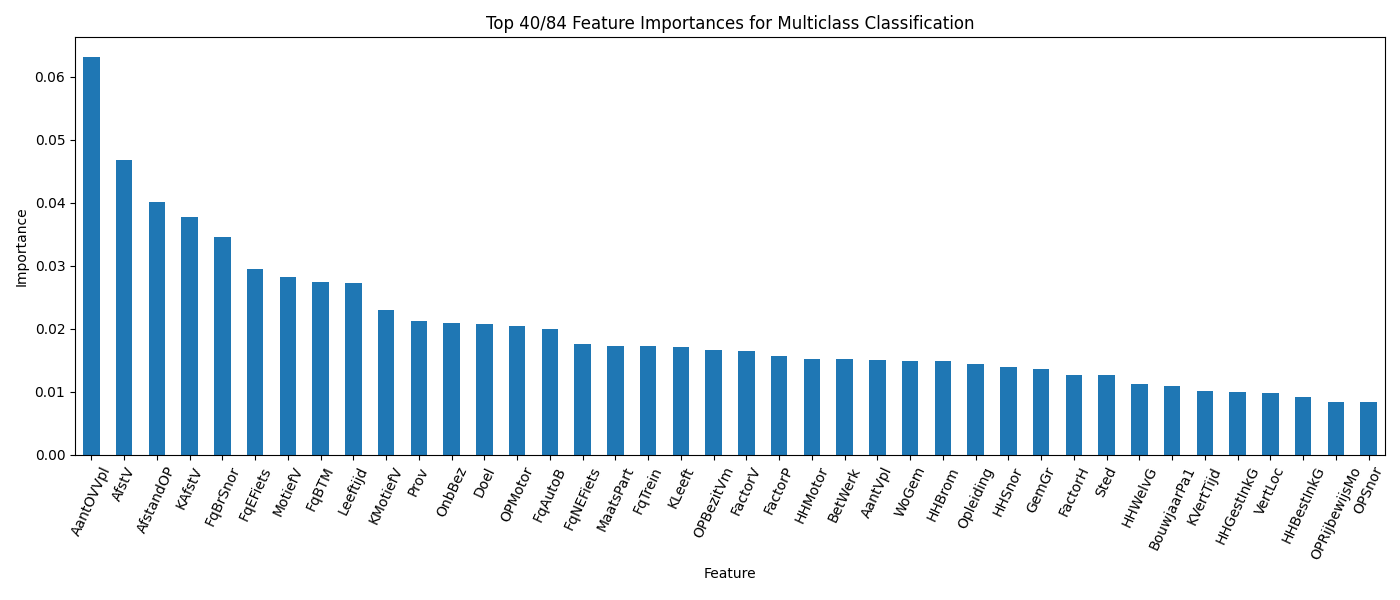 Top 40/84 Feature Importances for Multiclass Classification
Importance
0.06
0.05
0.04
0.03
0.02
0.01
0.00
AantOVVpl
AfstV
AfstandOP
KAfstV
FqBrSnor
FqEFiets
MotiefV
FqBTM
Leeftijd
KMotiefV
Prov
OnbBez
Doel
OPMotor
FqAutoB
FqNEFiets
MaatsPart
FqTrein
KLeeft
OPBezitVm
FactorV
FactorP
HHMotor
BetWerk
AantVpl
WoGem
HHBrom
Opleiding
HHSnor
GemGr
FactorH
Sted
HHWelvG
BouwjaarPa1
KVertTijd
HHGestInkG
VertLoc
HHBestInkG
OPRijbewijsMo
OPSnor
Feature